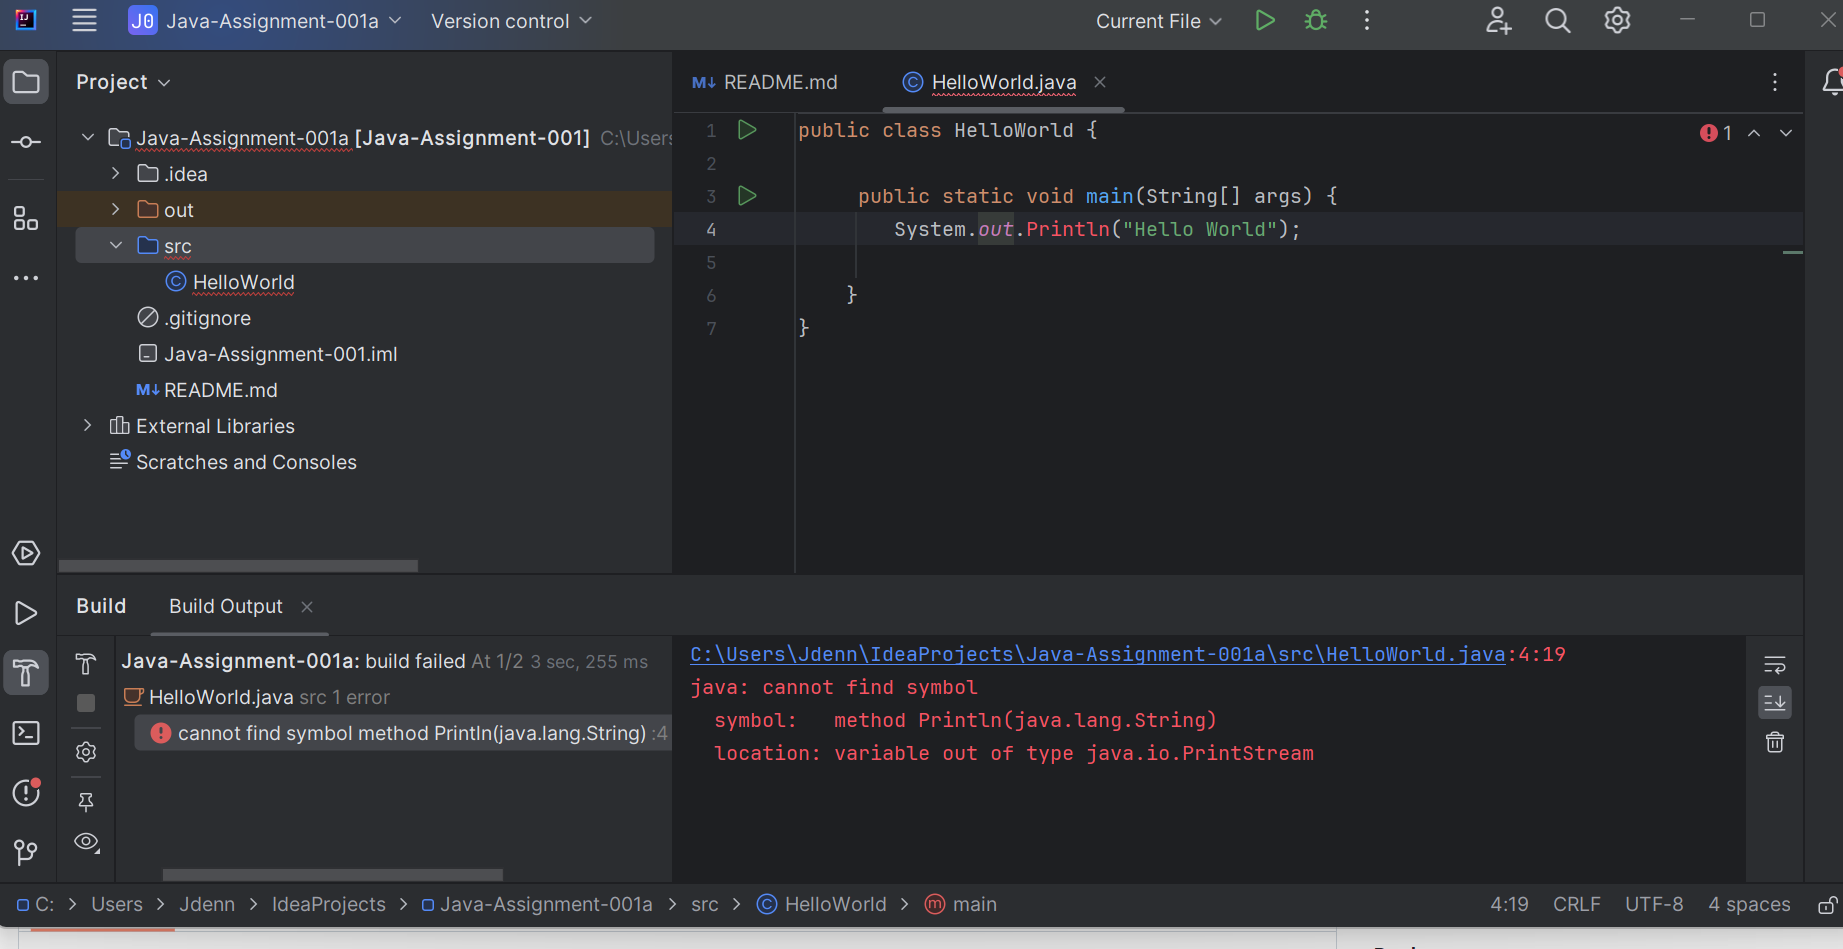 J0 Java-Assignment-001a Version control Current File
Project
README.md HelloWorld.java
Java-Assignment-001a [Java-Assignment-001] C:\Users
.idea
out
src
HelloWorld
.gitignore
Java-Assignment-001.iml
M↓ README.md
External Libraries
Scratches and Consoles
1 public class HelloWorld {
2
3 public static void main(String[] args) {
4 System.out.Println("Hello World");
5
6 }
7 }
1
Build Build Output
Java-Assignment-001a: build failed At 1/2 3 sec, 255 ms
HelloWorld.java src 1 error
cannot find symbol method Println(java.lang.String) :4
C:\Users\Jdenn\IdeaProjects\Java-Assignment-001a\src\HelloWorld.java:4:19
java: cannot find symbol
symbol: method Println(java.lang.String)
location: variable out of type java.io.PrintStream
C: > Users > Jdenn > IdeaProjects > Java-Assignment-001a > src > HelloWorld > main 4:19 CRLF UTF-8 4 spaces